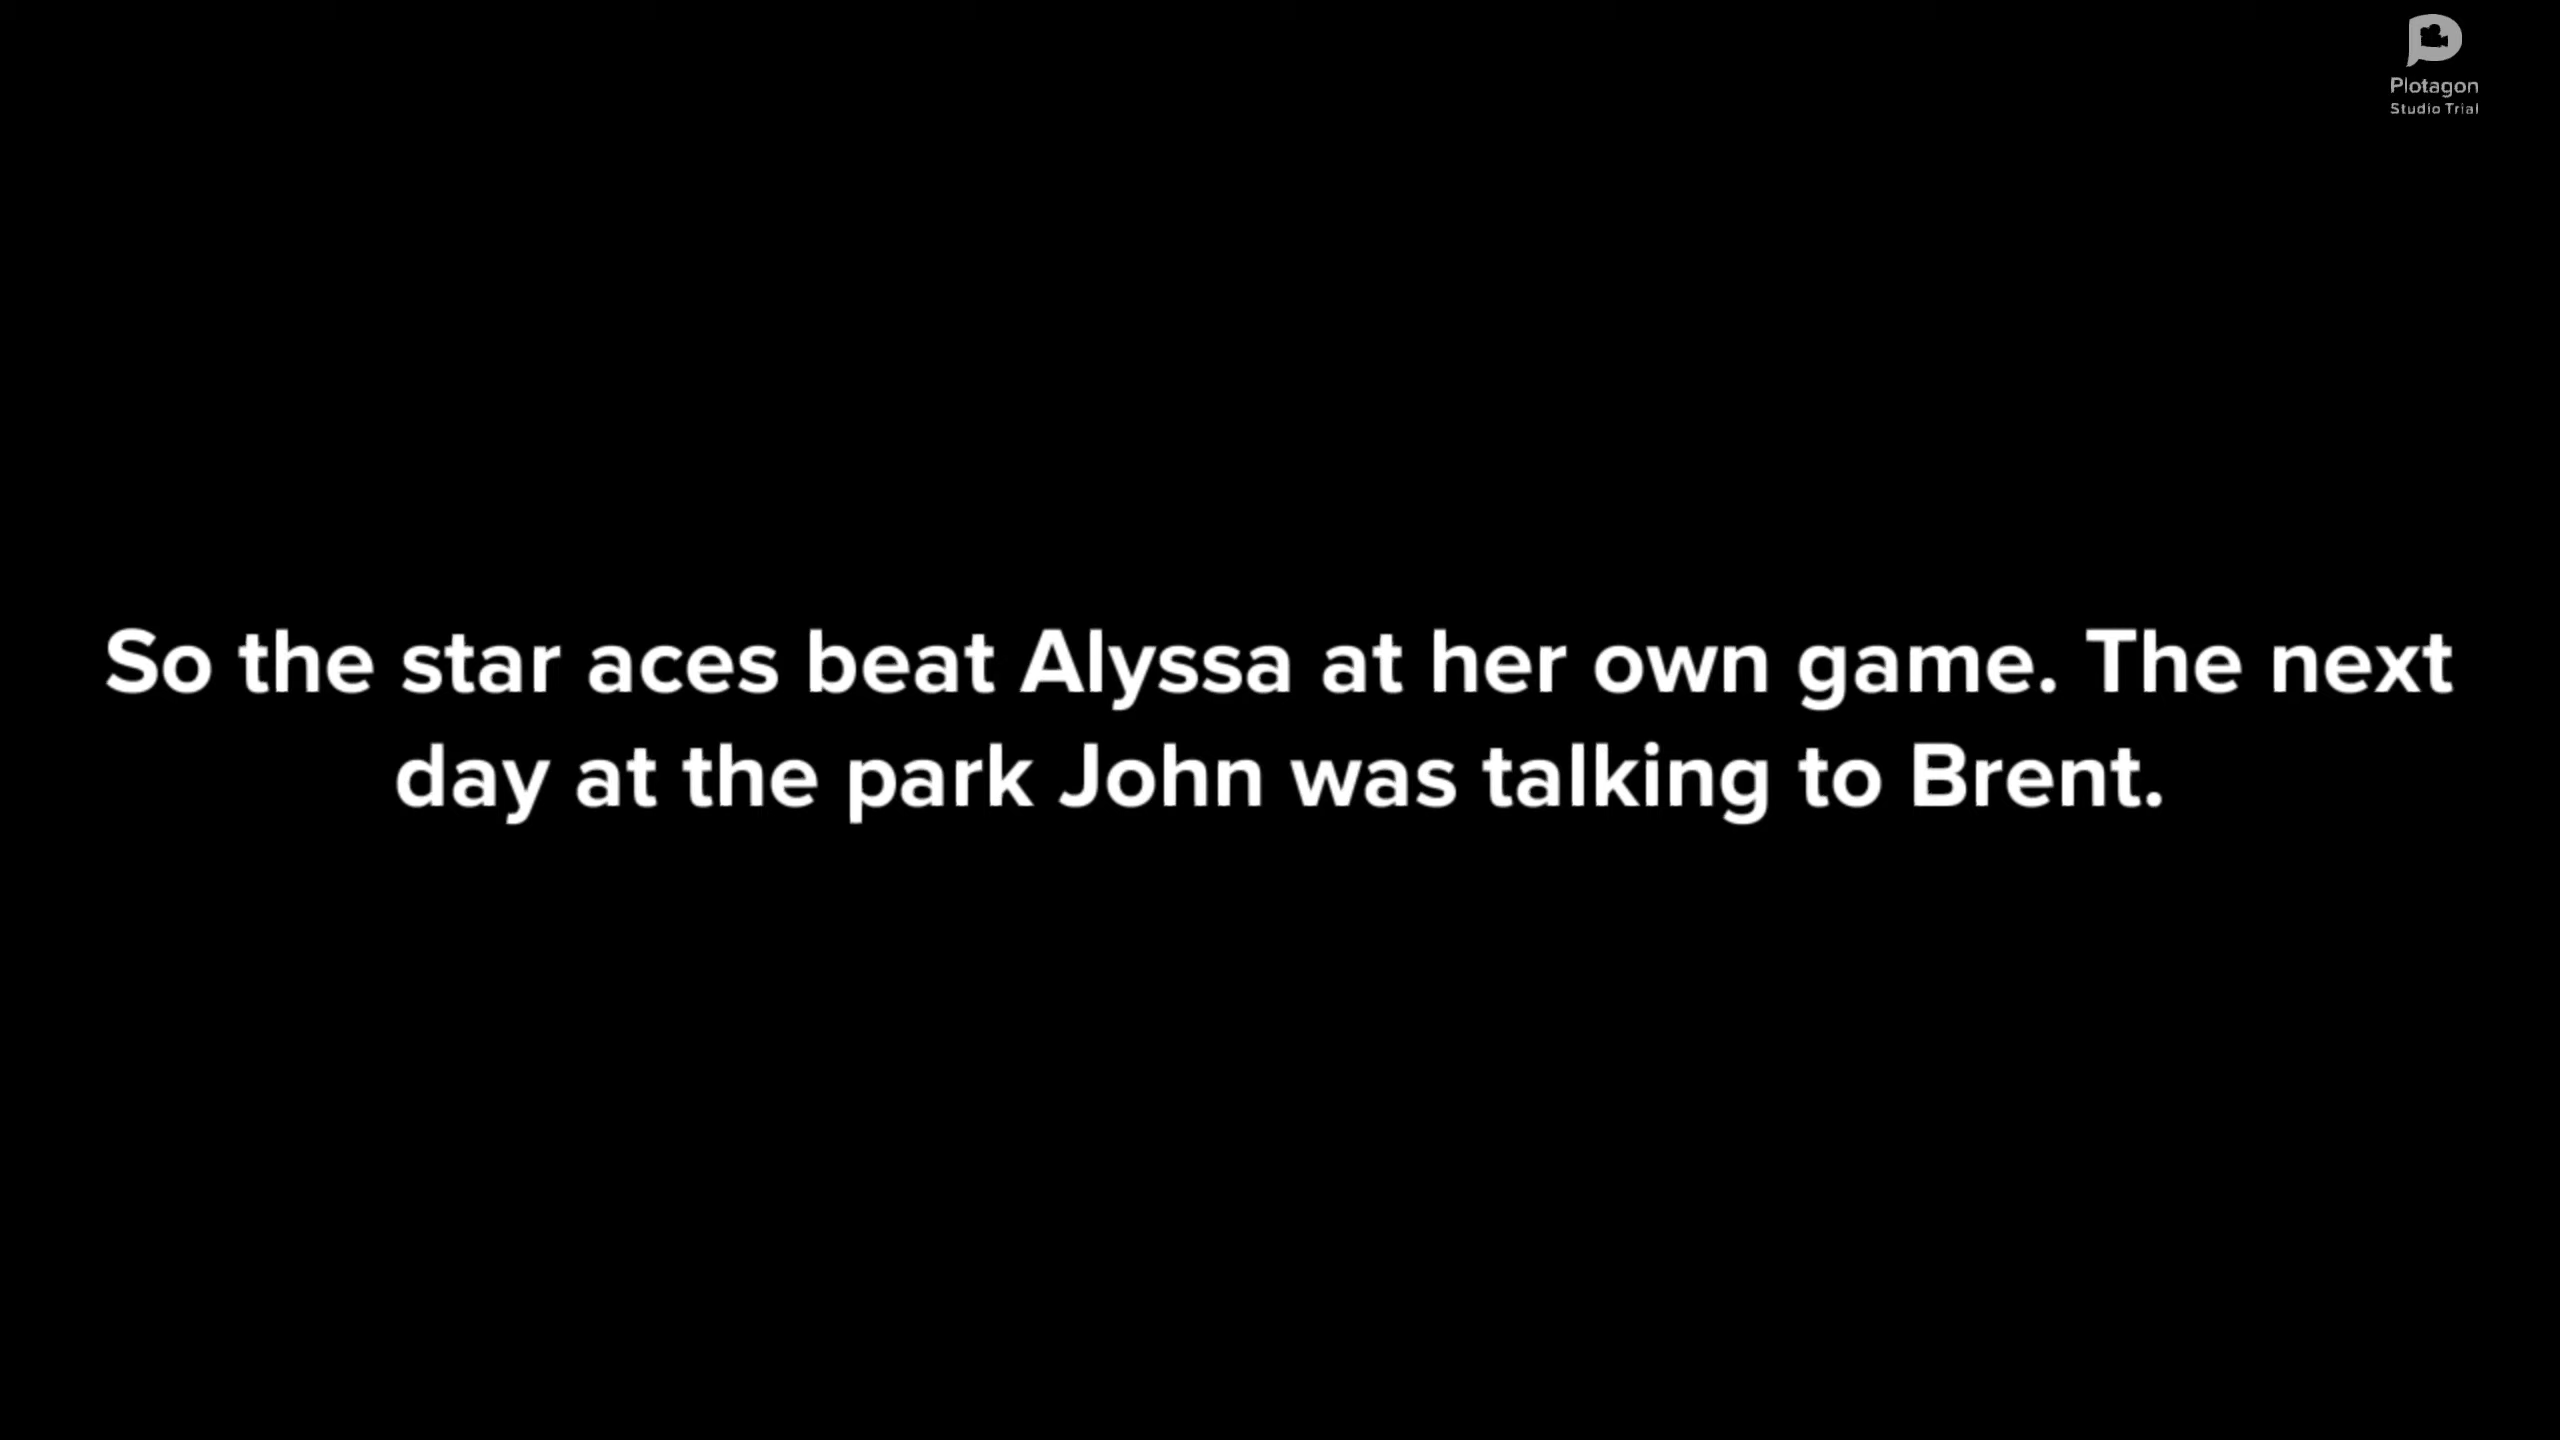 Plotagon
Studio Trial
So the star aces beat Alyssa at her own game. The next
day at the park John was talking to Brent.